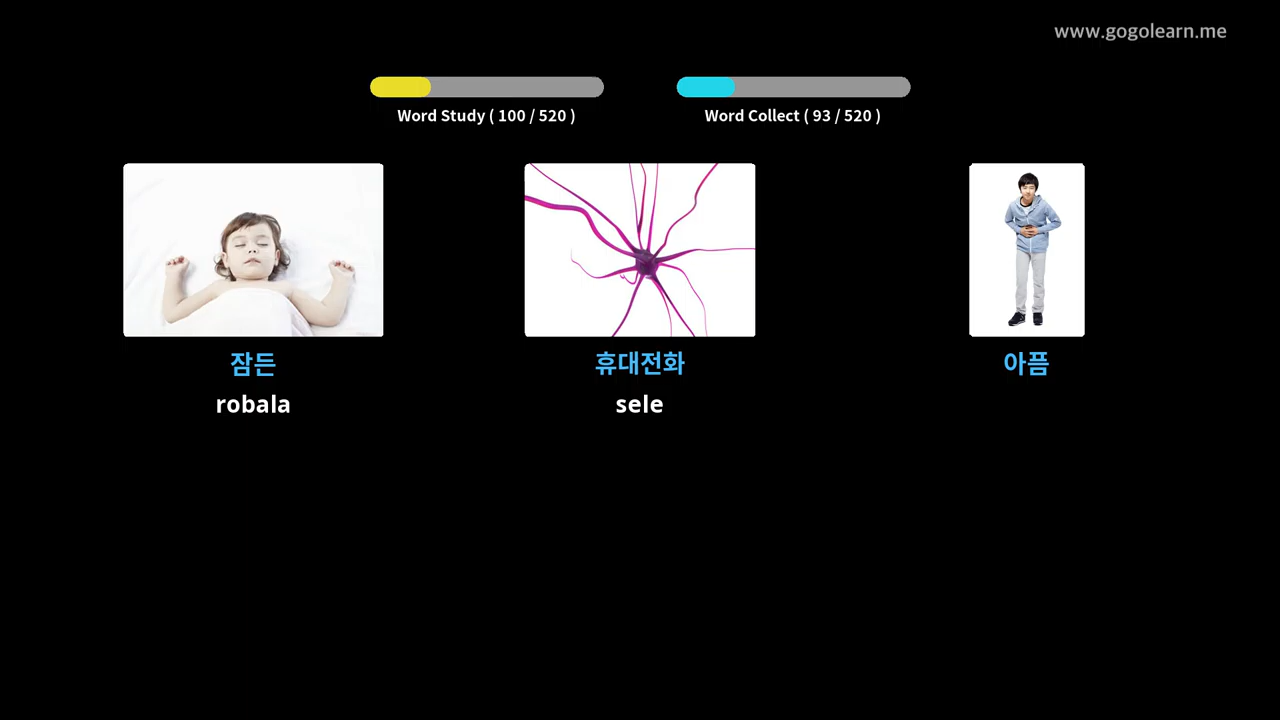 www.gogolearn.me
Word Study ( 100 / 520 )
Word Collect ( 93 / 520 )
잠든
휴대전화
아픔
robala
sele